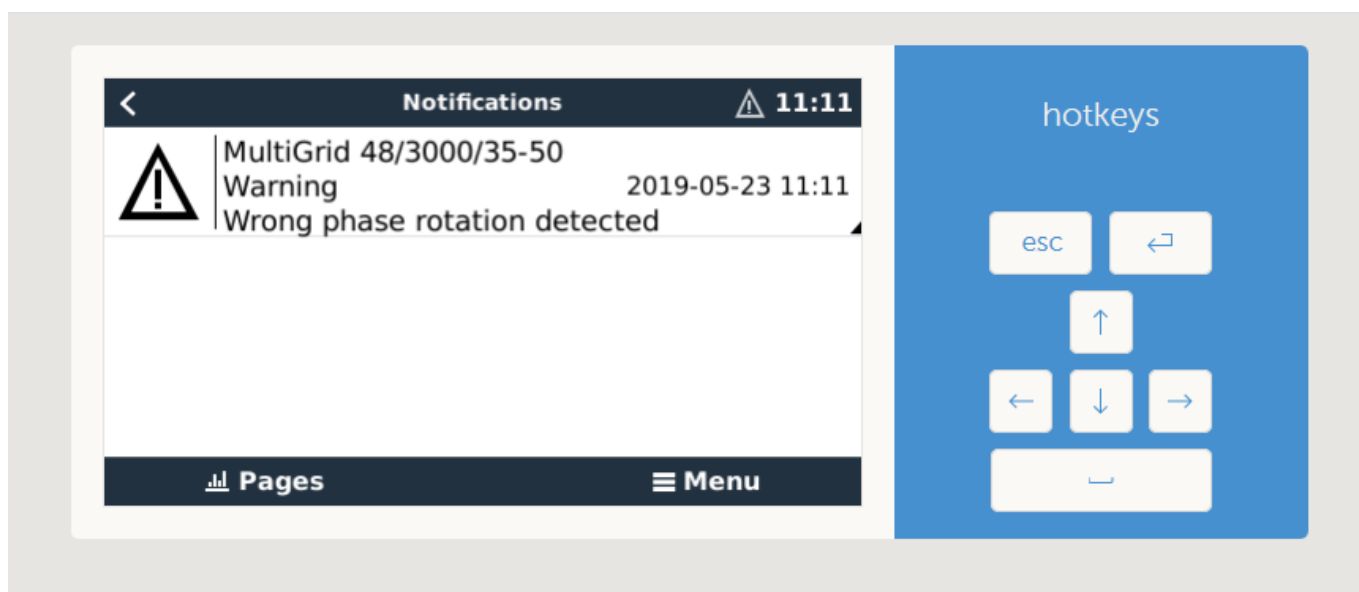 Notifications 11:11
MultiGrid 48/3000/35-50
Warning 2019-05-23 11:11
Wrong phase rotation detected
Pages Menu
hotkeys
esc